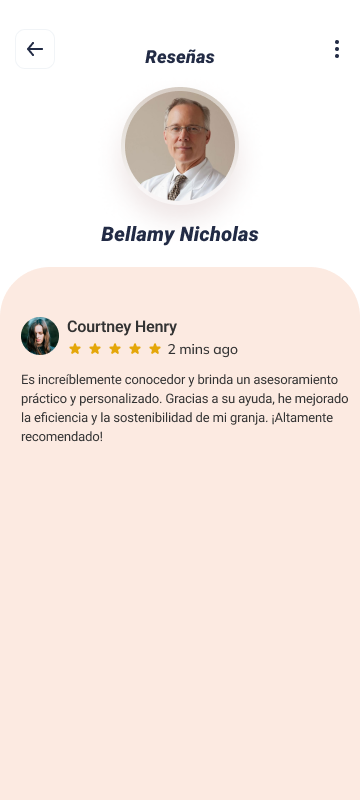 Reseñas
Bellamy Nicholas
Courtney Henry
2 mins ago
Es increíblemente conocedor y brinda un asesoramiento
práctico y personalizado. Gracias a su ayuda, he mejorado
la eficiencia y la sostenibilidad de mi granja. ¡Altamente
recomendado!